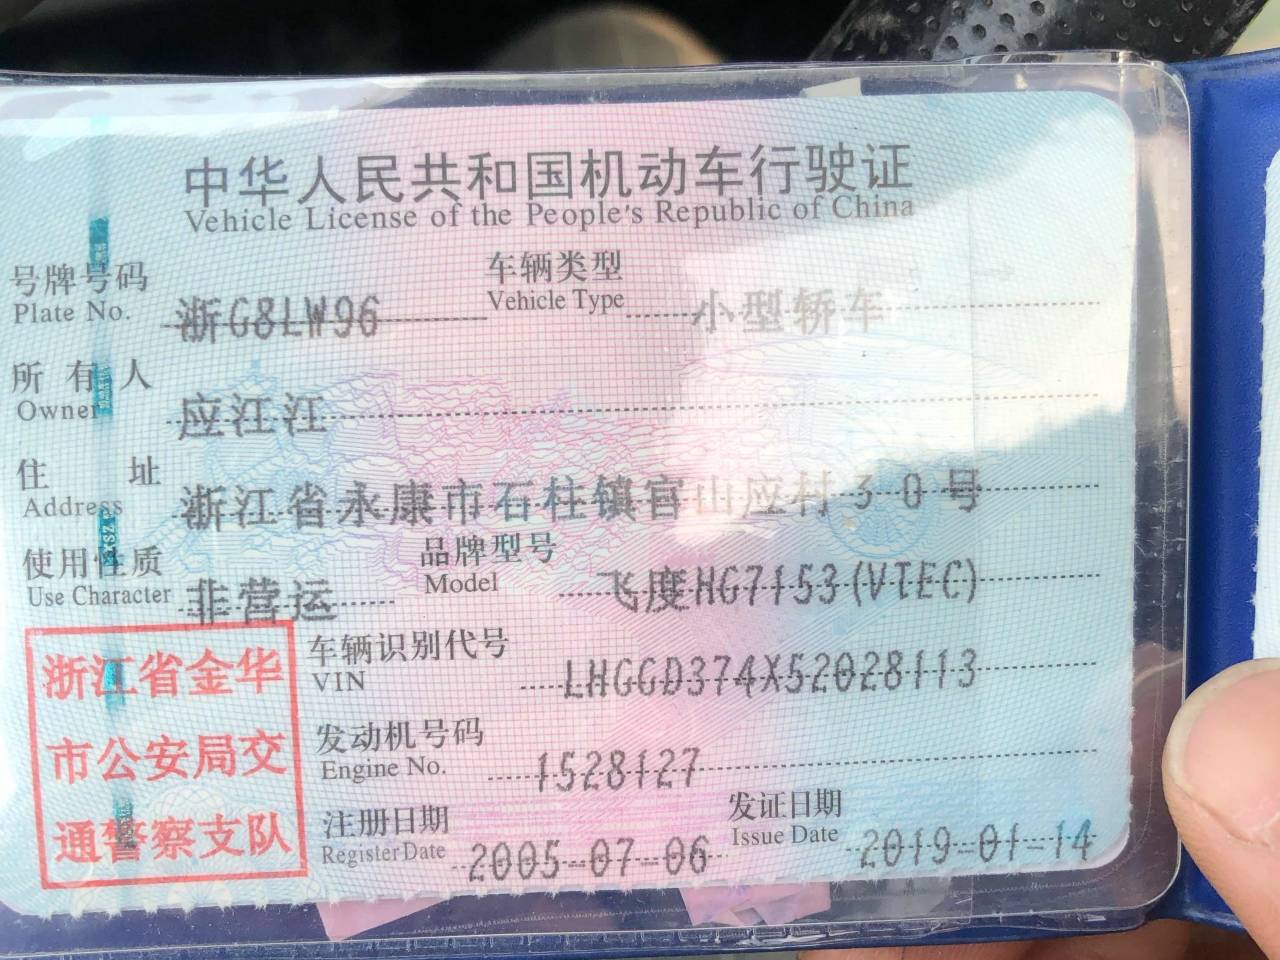 中华人民共和国机动车行驶证
Vehicle License of the People's Republic of China
号牌号码 浙G8LW96 车辆类型 小型轿车
Plate No. Vehicle Type
所有人 应江江
Owner
住址 浙江省永康市石柱镇官山应村30号
Address
使用性质 非营运 品牌型号 飞度HG7153(VTEC)
Use Character Model
车辆识别代号 LHGGD374X52028113
VIN
发动机号码 1528127
Engine No.
注册日期 2005-07-06 发证日期 2019-01-14
Register Date Issue Date
浙江省金华
市公安局交
通警察支队